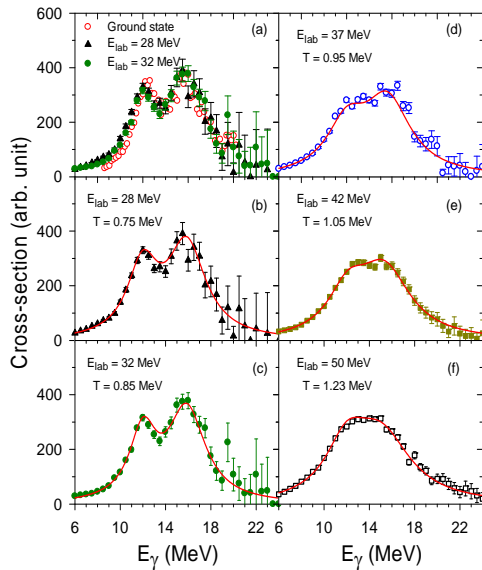 Ground state
E_lab = 28 MeV
E_lab = 32 MeV
(a)
E_lab = 37 MeV
T = 0.95 MeV
(d)
600
400
200
0
E_lab = 28 MeV
T = 0.75 MeV
(b)
E_lab = 42 MeV
T = 1.05 MeV
(e)
400
200
0
E_lab = 32 MeV
T = 0.85 MeV
(c)
E_lab = 50 MeV
T = 1.23 MeV
(f)
400
200
0
Cross-section (arb. unit)
6 10 14 18 22 6 10 14 18 22
E_γ (MeV) E_γ (MeV)